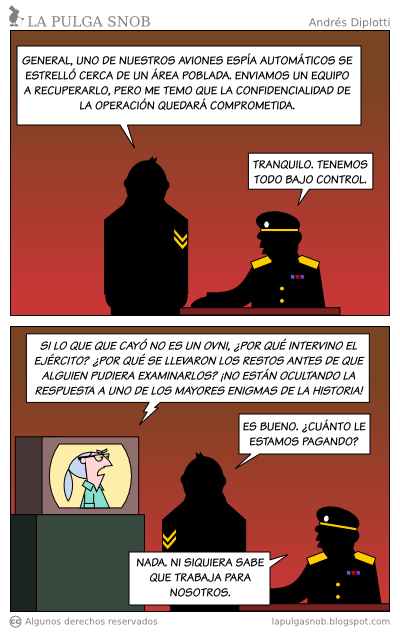 LA PULGA SNOB
Andrés Diplotti
GENERAL, UNO DE NUESTROS AVIONES ESPÍA AUTOMÁTICOS SE
ESTRELLÓ CERCA DE UN ÁREA POBLADA. ENVIAMOS UN EQUIPO
A RECUPERARLO, PERO ME TEMO QUE LA CONFIDENCIALIDAD DE
LA OPERACIÓN QUEDARÁ COMPROMETIDA.
TRANQUILO. TENEMOS
TODO BAJO CONTROL.
SI LO QUE QUE CAYÓ NO ES UN OVNI, ¿POR QUÉ INTERVINO EL
EJÉRCITO? ¿POR QUÉ SE LLEVARON LOS RESTOS ANTES DE QUE
ALGUIEN PUDIERA EXAMINARLOS? ¡NO ESTÁN OCULTANDO LA
RESPUESTA A UNO DE LOS MAYORES ENIGMAS DE LA HISTORIA!
ES BUENO. ¿CUÁNTO LE
ESTAMOS PAGANDO?
NADA. NI SIQUIERA SABE
QUE TRABAJA PARA
NOSOTROS.
cc Algunos derechos reservados
lapulgasnob.blogspot.com